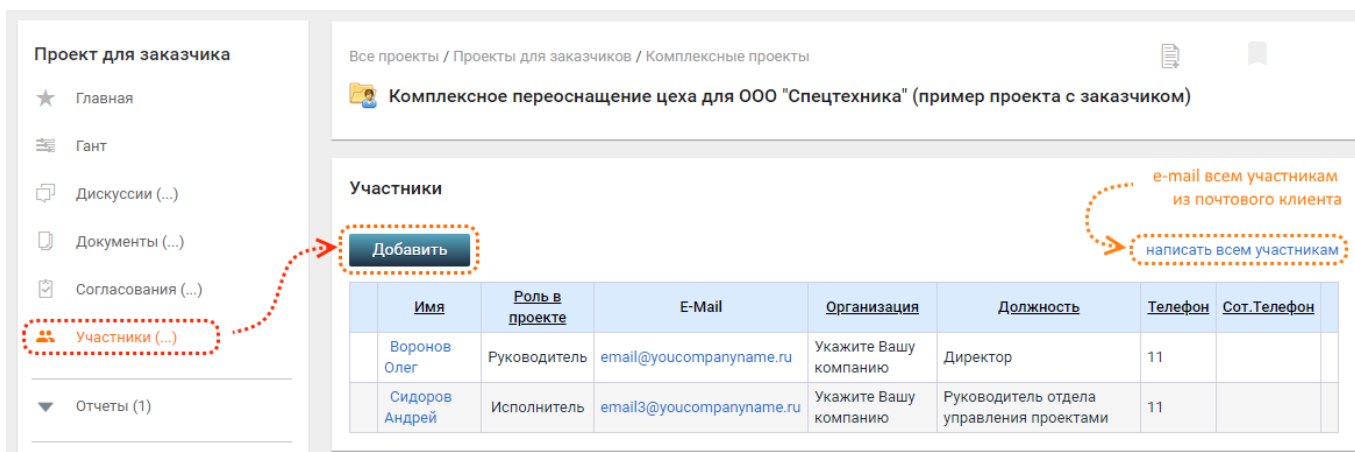 Проект для заказчика
Главная
Гант
Дискуссии (...)
Документы (...)
Согласования (...)
Участники (...)
Отчеты (1)
Все проекты / Проекты для заказчиков / Комплексные проекты
Комплексное переоснащение цеха для ООО "Спецтехника" (пример проекта с заказчиком)
Участники
e-mail всем участникам
из почтового клиента
Добавить
написать всем участникам
Имя Роль в проекте E-Mail Организация Должность Телефон Сот.Телефон
Воронов Олег Руководитель email@youcompanyname.ru Укажите Вашу компанию Директор 11
Сидоров Андрей Исполнитель email3@youcompanyname.ru Укажите Вашу компанию Руководитель отдела управления проектами 11